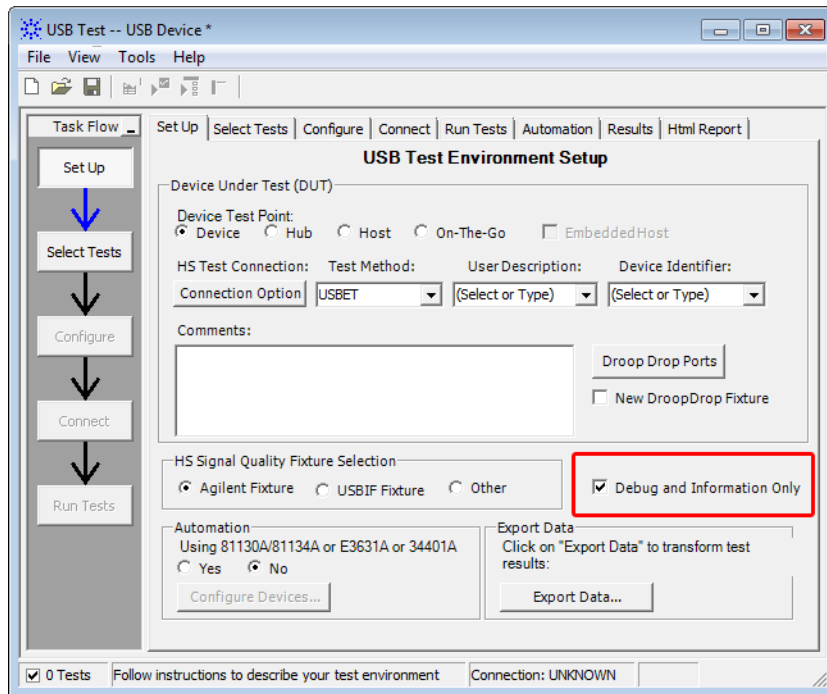 USB Test -- USB Device *
File View Tools Help
Task Flow
Set Up Select Tests Configure Connect Run Tests Automation Results Html Report
Set Up
Select Tests
Configure
Connect
Run Tests
USB Test Environment Setup
Device Under Test (DUT)
Device Test Point:
Device Hub Host On-The-Go Embedded Host
HS Test Connection: Test Method: User Description: Device Identifier:
Connection Option USBET (Select or Type) (Select or Type)
Comments:
Droop Drop Ports
New DroopDrop Fixture
HS Signal Quality Fixture Selection
Agilent Fixture USBIF Fixture Other
Debug and Information Only
Automation
Using 81130A/81134A or E3631A or 34401A
Yes No
Configure Devices...
Export Data
Click on "Export Data" to transform test
results:
Export Data...
0 Tests Follow instructions to describe your test environment Connection: UNKNOWN